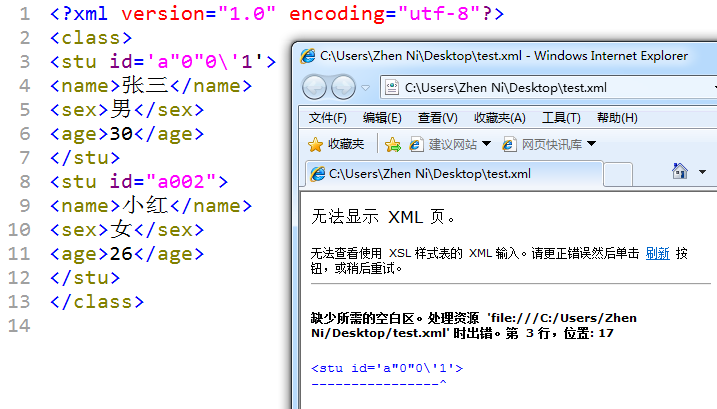 1 <?xml version="1.0" encoding="utf-8"?>
2 <class>
3 <stu id='a"0"0\'1'>
4 <name>张三</name>
5 <sex>男</sex>
6 <age>30</age>
7 </stu>
8 <stu id="a002">
9 <name>小红</name>
10 <sex>女</sex>
11 <age>26</age>
12 </stu>
13 </class>
14
C:\Users\Zhen Ni\Desktop\test.xml - Windows Internet Explorer
C:\Users\Zhen Ni\Desktop\test.xml
文件(F) 编辑(E) 查看(V) 收藏夹(A) 工具(T) 帮助(H)
收藏夹 建议网站 网页快讯库
C:\Users\Zhen Ni\Desktop\test.xml
无法显示 XML 页。
无法查看使用 XSL 样式表的 XML 输入。请更正错误然后单击 刷新 按
钮，或稍后重试。
缺少所需的空白区。处理资源 'file:///C:/Users/Zhen
Ni/Desktop/test.xml' 时出错。第 3 行，位置: 17
<stu id='a"0"0\'1'>
----------------^